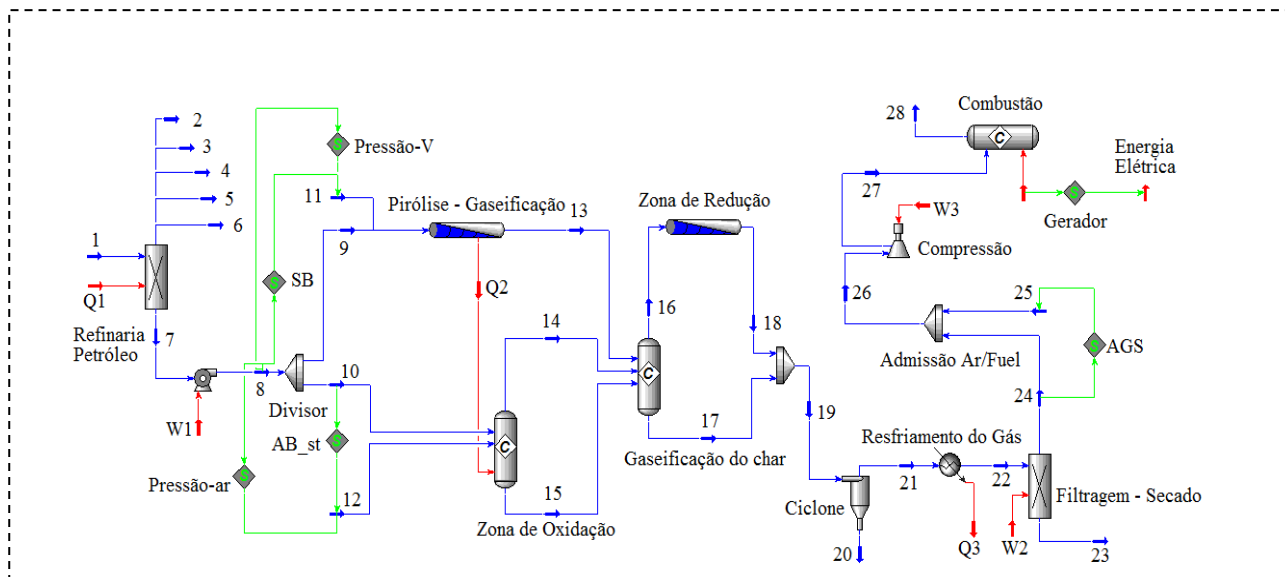 28
Combustão
2
3
Pressão-V
Energia
Elétrica
4
27
11
Pirólise - Gaseificação
13
Zona de Redução
5
W3
Gerador
6
9
Compressão
1
SB
Q2
16
26
25
Q1
14
18
Refinaria
Petróleo
7
8
Admissão Ar/Fuel
AGS
10
24
Divisor
17
19
W1
AB_st
Gaseificação do char
Resfriamento do Gás
Pressão-ar
12
15
21
22
Ciclone
Filtragem - Secado
Zona de Oxidação
20
Q3
W2
23
C
C
C
S
S
S
S
S
S